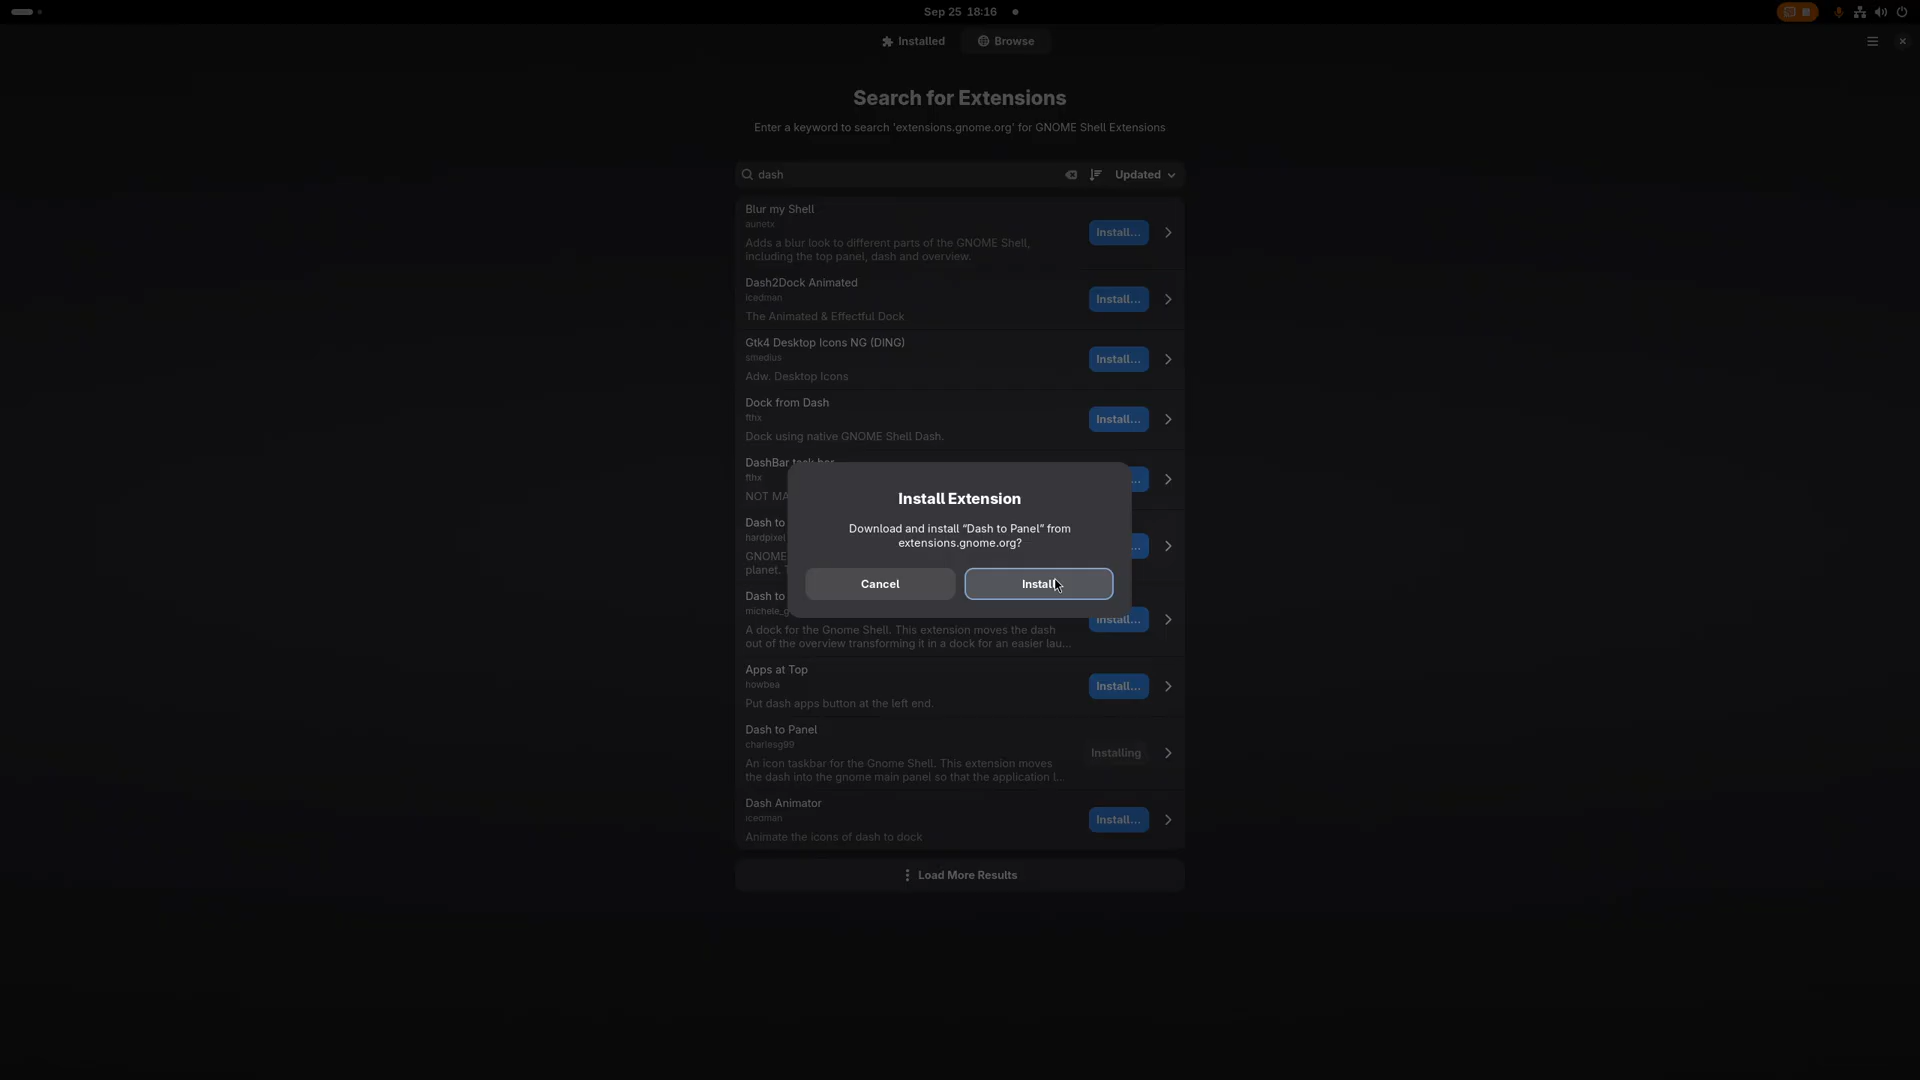 Sep 25 18:16
Installed
Browse
Search for Extensions
Enter a keyword to search 'extensions.gnome.org' for GNOME Shell Extensions
dash
Updated
Blur my Shell
aunetx
Adds a blur look to different parts of the GNOME Shell,
including the top panel, dash and overview.
Install...
Dash2Dock Animated
icedman
The Animated & Effectful Dock
Install...
Gtk4 Desktop Icons NG (DING)
smedius
Adw. Desktop Icons
Install...
Dock from Dash
fthx
Dock using native GNOME Shell Dash.
Install...
DashBar task bar
fthx
NOT MA
...
Dash to
hardpixel
GNOME
planet. T
...
Install Extension
Download and install “Dash to Panel” from
extensions.gnome.org?
Cancel
Install
Dash to
michele_g
A dock for the Gnome Shell. This extension moves the dash
out of the overview transforming it in a dock for an easier lau...
Install...
Apps at Top
howbea
Put dash apps button at the left end.
Install...
Dash to Panel
charlesg99
An icon taskbar for the Gnome Shell. This extension moves
the dash into the gnome main panel so that the application l...
Installing
Dash Animator
icedman
Animate the icons of dash to dock
Install...
Load More Results